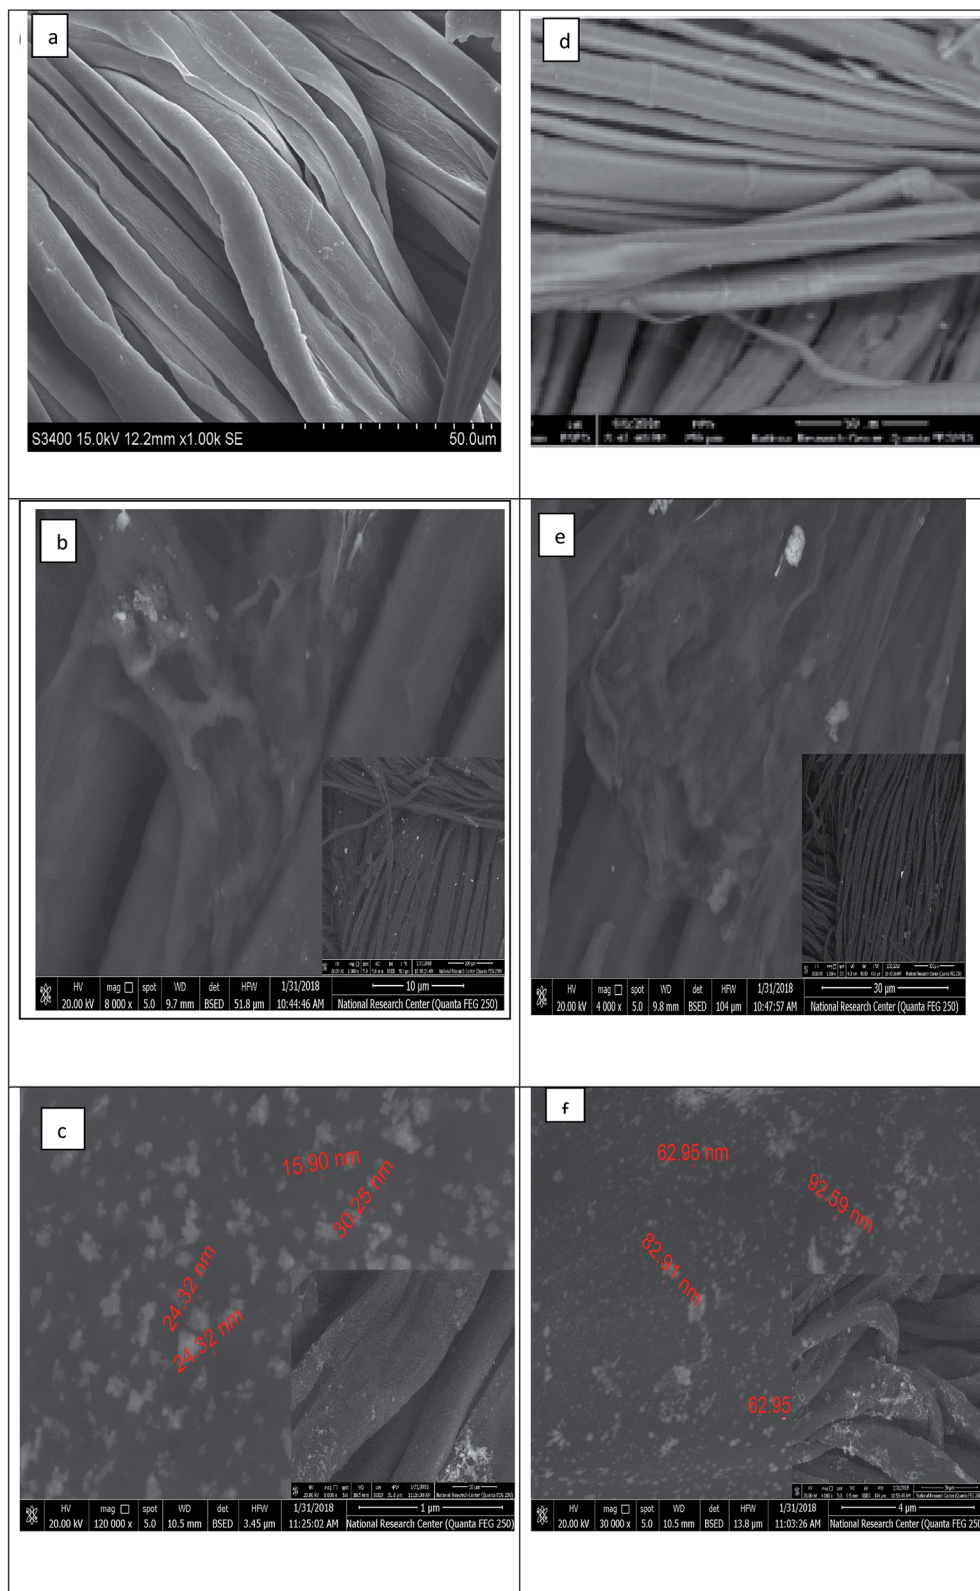 a
S3400 15.0kV 12.2mm x1.00k SE 50.0um
d
b
HV mag □ spot WD det HFW 1/31/2018 10 µm
20.00 kV 8 000 x 5.0 9.7 mm BSED 51.8 µm 10:44:46 AM National Research Center (Quanta FEG 250)
e
HV mag □ spot WD det HFW 1/31/2018 30 µm
20.00 kV 4 000 x 5.0 9.8 mm BSED 104 µm 10:47:57 AM National Research Center (Quanta FEG 250)
c
15.90 nm
30.25 nm
24.32 nm
24.32 nm
HV mag □ spot WD det HFW 1/31/2018 1 µm
20.00 kV 120 000 x 5.0 10.5 mm BSED 3.45 µm 11:25:02 AM National Research Center (Quanta FEG 250)
f
62.95 nm
92.59 nm
82.91 nm
62.95
HV mag □ spot WD det HFW 1/31/2018 4 µm
20.00 kV 30 000 x 5.0 10.5 mm BSED 13.8 µm 11:03:26 AM National Research Center (Quanta FEG 250